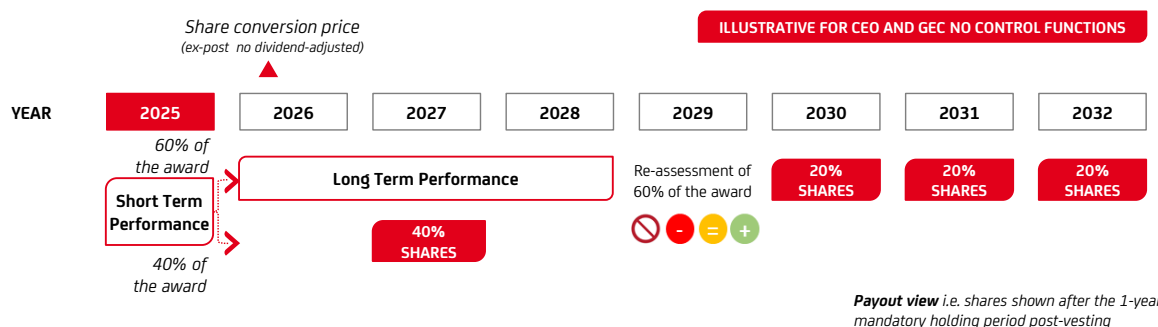 Share conversion price
(ex-post no dividend-adjusted)
ILLUSTRATIVE FOR CEO AND GEC NO CONTROL FUNCTIONS
YEAR
2025
2026
2027
2028
2029
2030
2031
2032
60% of
the award
Short Term
Performance
40% of
the award
Long Term Performance
40%
SHARES
Re-assessment of
60% of the award
-
=
+
20%
SHARES
20%
SHARES
20%
SHARES
Payout view i.e. shares shown after the 1-year
mandatory holding period post-vesting